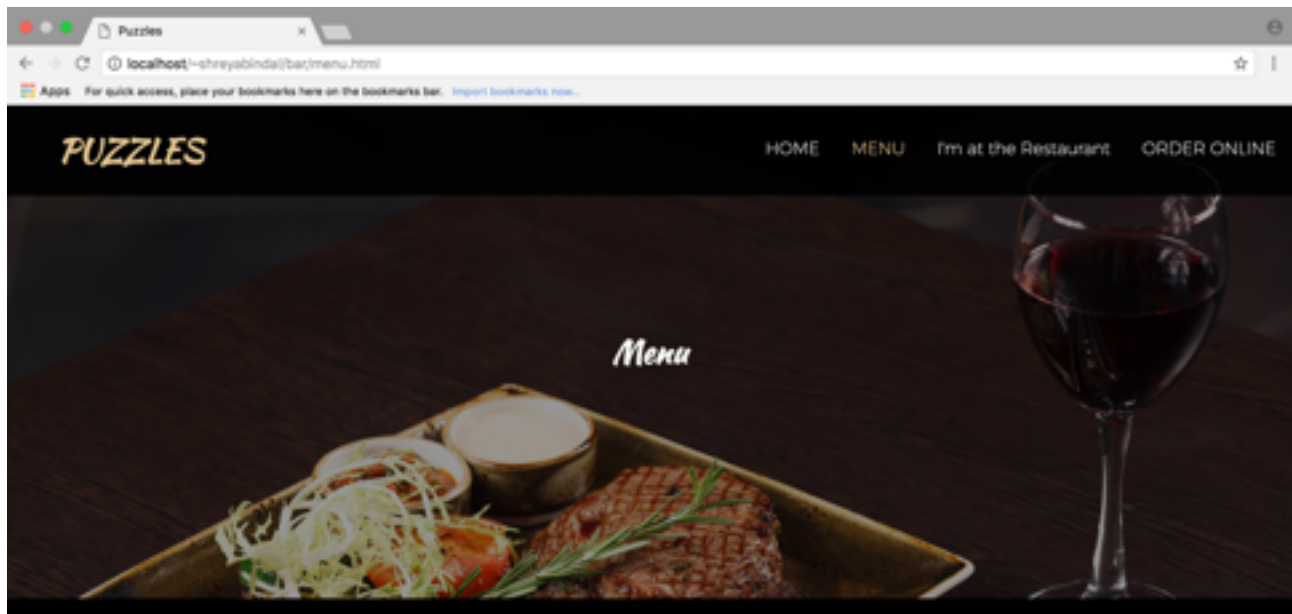 Puzzles
localhost/~shreyabindal/bar/menu.html
Apps For quick access, place your bookmarks here on the bookmarks bar. Import bookmarks now...
PUZZLES
HOME MENU I'm at the Restaurant ORDER ONLINE
Menu